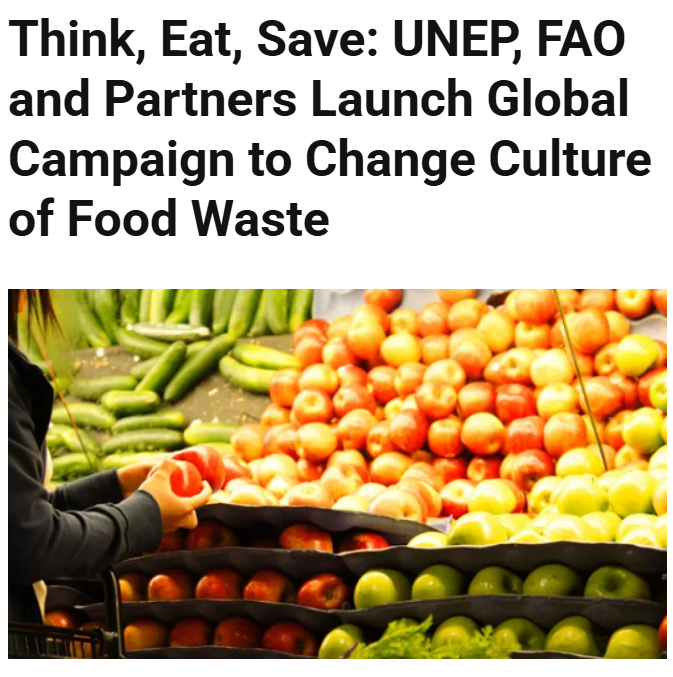 Think, Eat, Save: UNEP, FAO
and Partners Launch Global
Campaign to Change Culture
of Food Waste